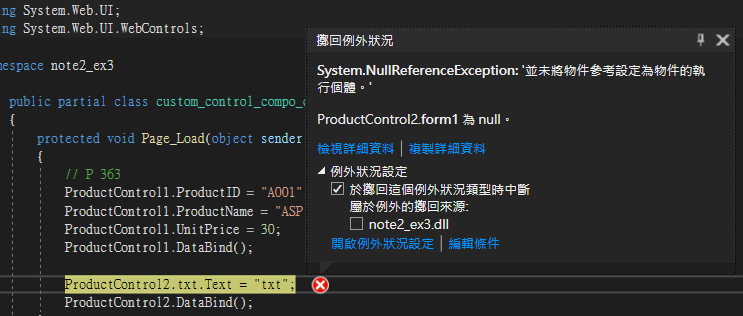 ng System.Web.UI;
ng System.Web.UI.WebControls;
mespace note2_ex3
public partial class custom_control_compo_
{
protected void Page_Load(object sender
{
// P 363
ProductControl1.ProductID = "A001"
ProductControl1.ProductName = "ASP
ProductControl1.UnitPrice = 30;
ProductControl1.DataBind();
ProductControl2.txt.Text = "txt";
ProductControl2.DataBind();
擲回例外狀況
System.NullReferenceException: '並未將物件參考設定為物件的執
行個體。'
ProductControl2.form1 為 null。
檢視詳細資料 | 複製詳細資料
例外狀況設定
於擲回這個例外狀況類型時中斷
屬於例外的擲回來源:
note2_ex3.dll
開啟例外狀況設定 | 編輯條件